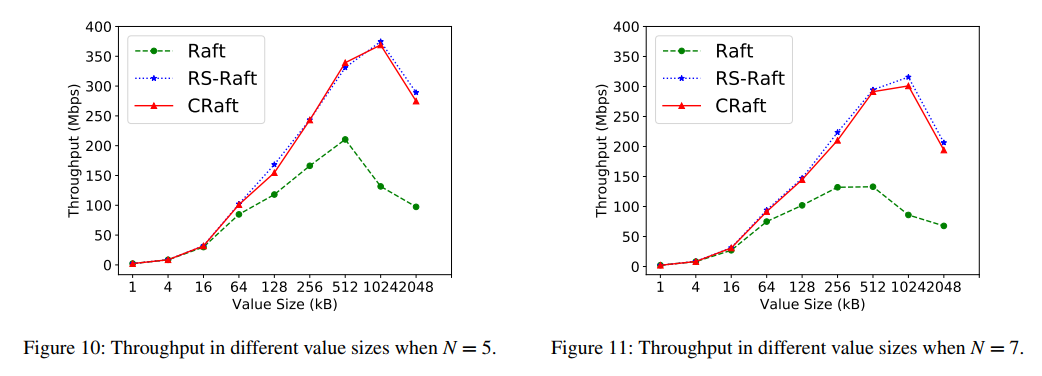 400
350
300
250
200
150
100
50
0
Throughput (Mbps)
Raft
RS-Raft
CRaft
1 4 16 64 128 256 512 1024 2048
Value Size (kB)
Figure 10: Throughput in different value sizes when N = 5.
400
350
300
250
200
150
100
50
0
Throughput (Mbps)
Raft
RS-Raft
CRaft
1 4 16 64 128 256 512 1024 2048
Value Size (kB)
Figure 11: Throughput in different value sizes when N = 7.